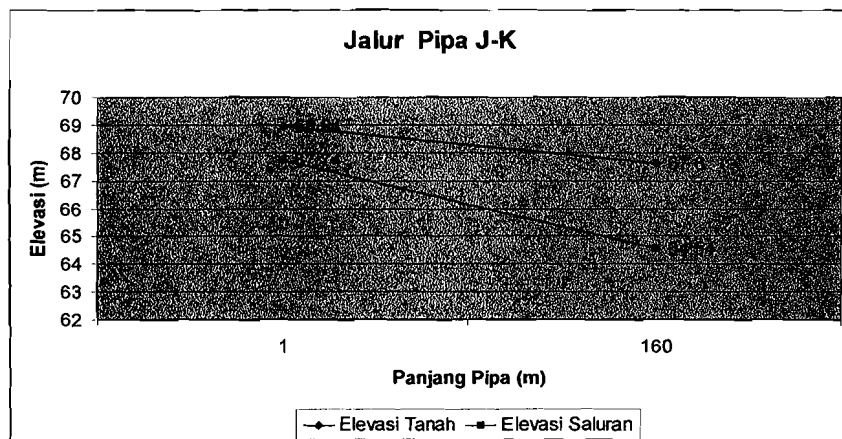 Jalur Pipa J-K
70
69
68
67
66
65
64
63
62
Elevasi (m)
1
160
Panjang Pipa (m)
Elevasi Tanah
Elevasi Saluran